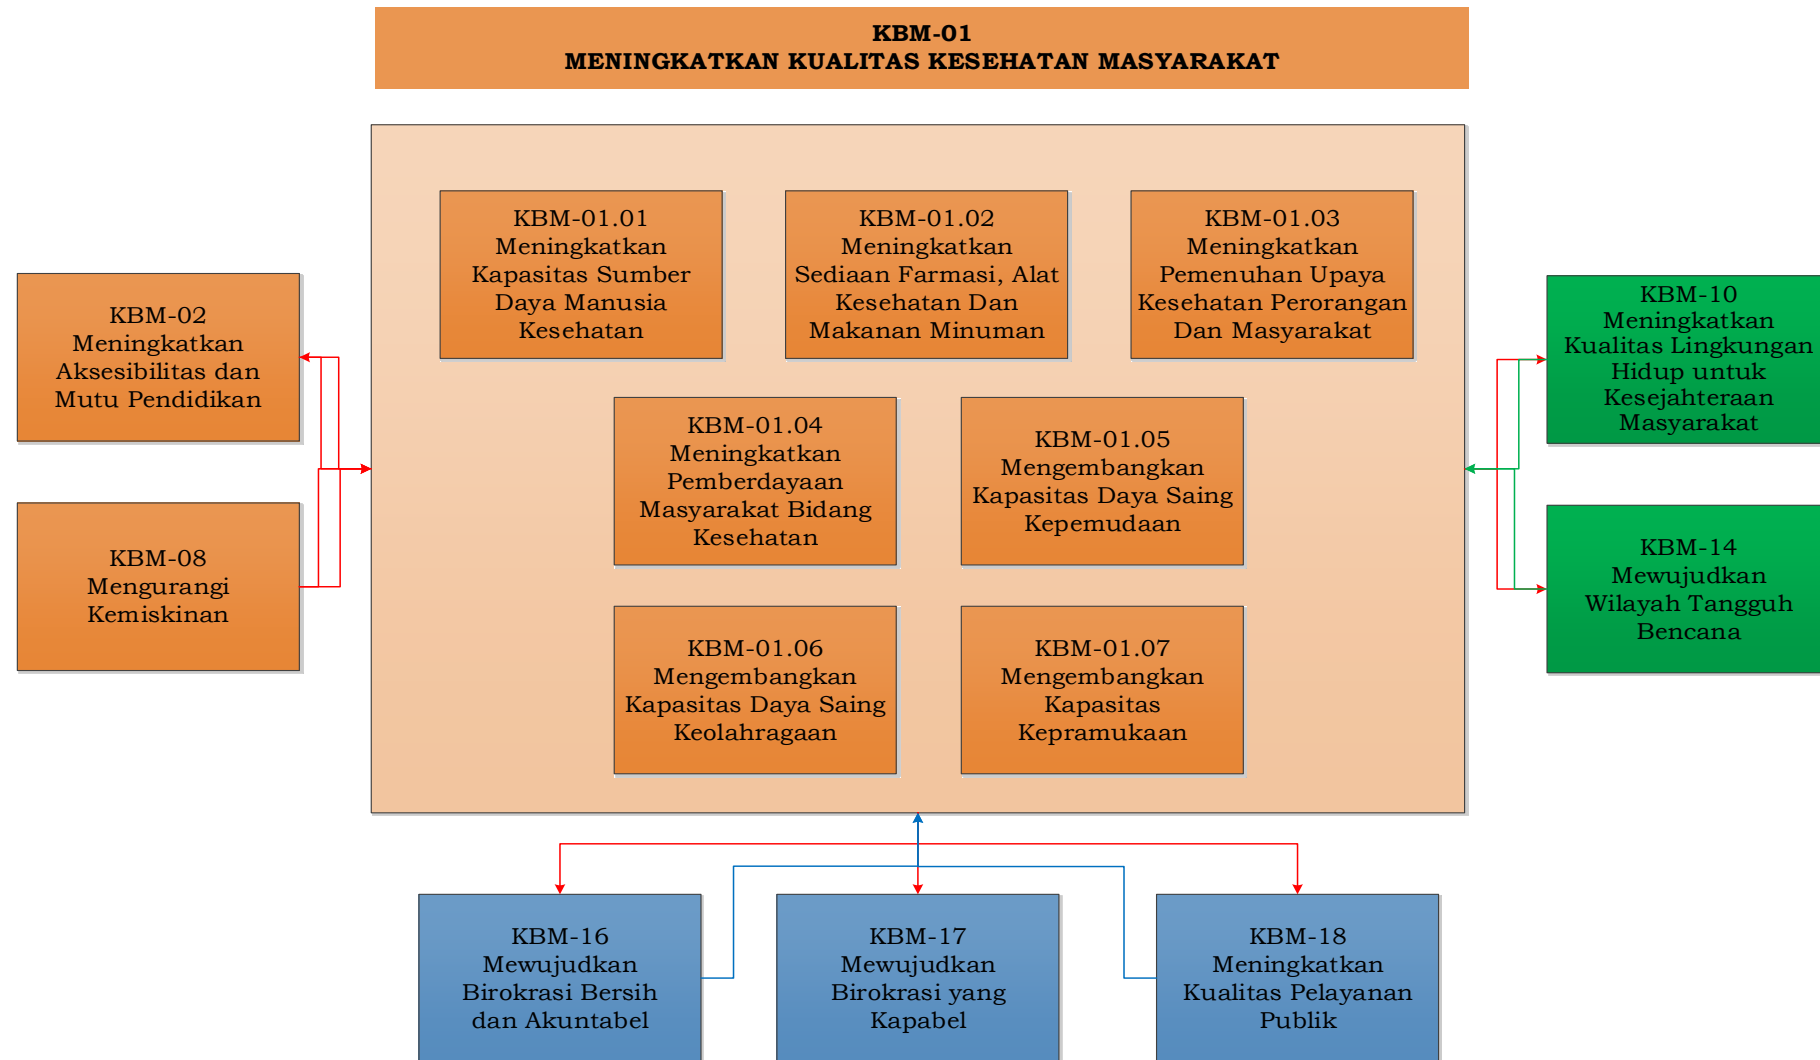 KBM-01
MENINGKATKAN KUALITAS KESEHATAN MASYARAKAT
KBM-01.01
Meningkatkan
Kapasitas Sumber
Daya Manusia
Kesehatan
KBM-01.02
Meningkatkan
Sediaan Farmasi, Alat
Kesehatan Dan
Makanan Minuman
KBM-01.03
Meningkatkan
Pemenuhan Upaya
Kesehatan Perorangan
Dan Masyarakat
KBM-02
Meningkatkan
Aksesibilitas dan
Mutu Pendidikan
KBM-10
Meningkatkan
Kualitas Lingkungan
Hidup untuk
Kesejahteraan
Masyarakat
KBM-01.04
Meningkatkan
Pemberdayaan
Masyarakat Bidang
Kesehatan
KBM-01.05
Mengembangkan
Kapasitas Daya Saing
Kepemudaan
KBM-08
Mengurangi
Kemiskinan
KBM-14
Mewujudkan
Wilayah Tangguh
Bencana
KBM-01.06
Mengembangkan
Kapasitas Daya Saing
Keolahragaan
KBM-01.07
Mengembangkan
Kapasitas
Kepramukaan
KBM-16
Mewujudkan
Birokrasi Bersih
dan Akuntabel
KBM-17
Mewujudkan
Birokrasi yang
Kapabel
KBM-18
Meningkatkan
Kualitas Pelayanan
Publik